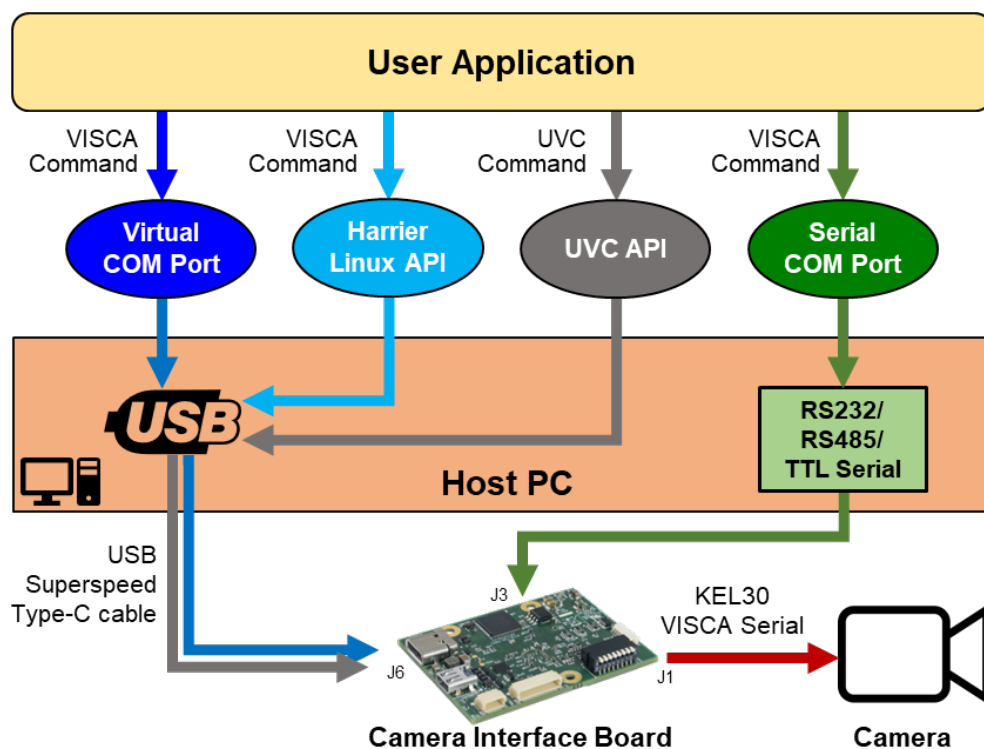 User Application
VISCA
Command
VISCA
Command
UVC
Command
VISCA
Command
Virtual
COM Port
Harrier
Linux API
UVC API
Serial
COM Port
USB
RS232/
RS485/
TTL Serial
Host PC
USB
Superspeed
Type-C cable
J3
KEL30
VISCA Serial
J6
J1
Camera Interface Board
Camera